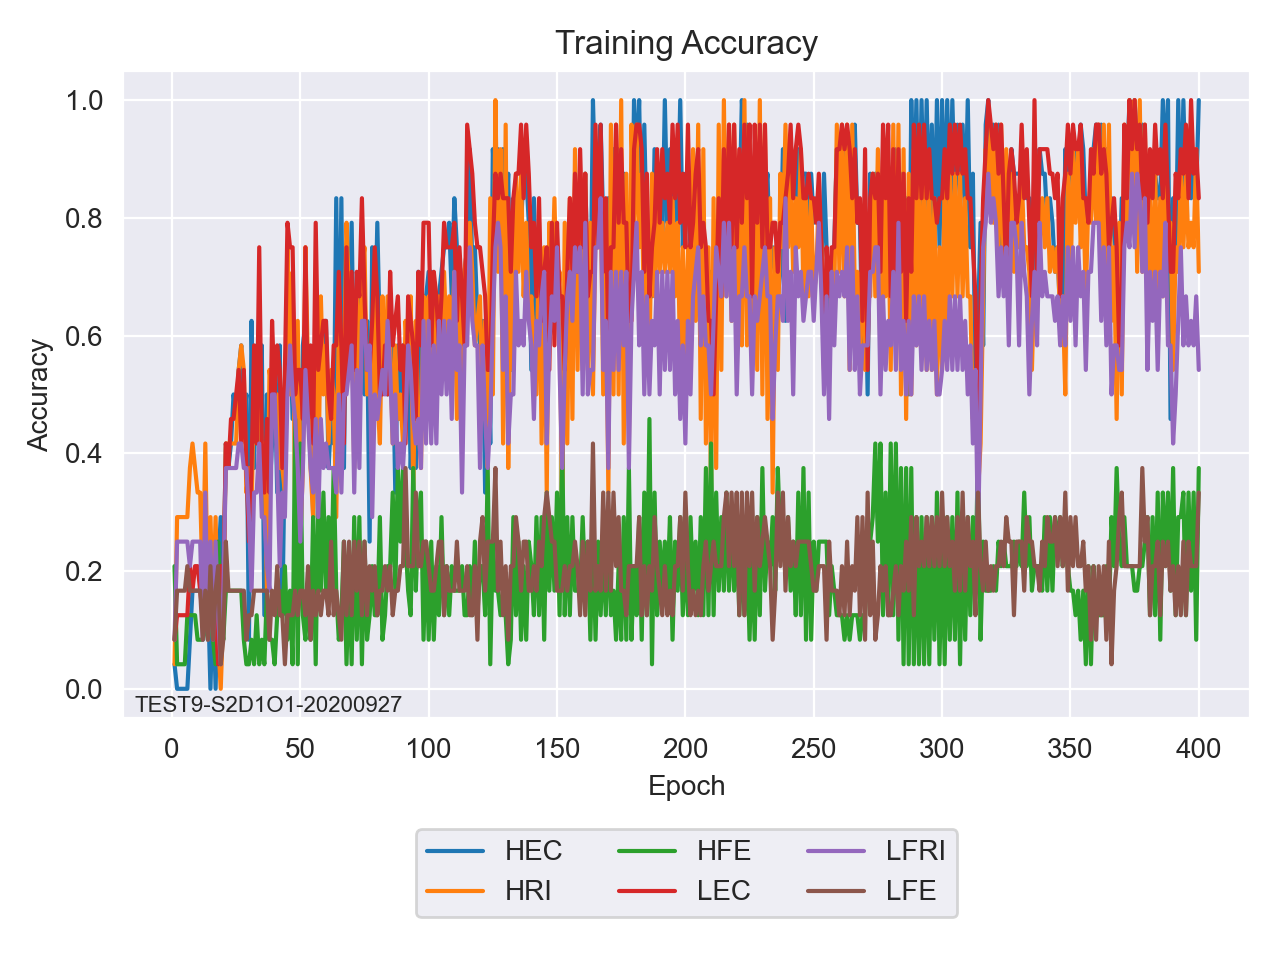 Training Accuracy
1.0
0.8
0.6
0.4
0.2
0.0
Accuracy
TEST9-S2D1O1-20200927
0 50 100 150 200 250 300 350 400
Epoch
HEC HFE LFRI
HRI LEC LFE